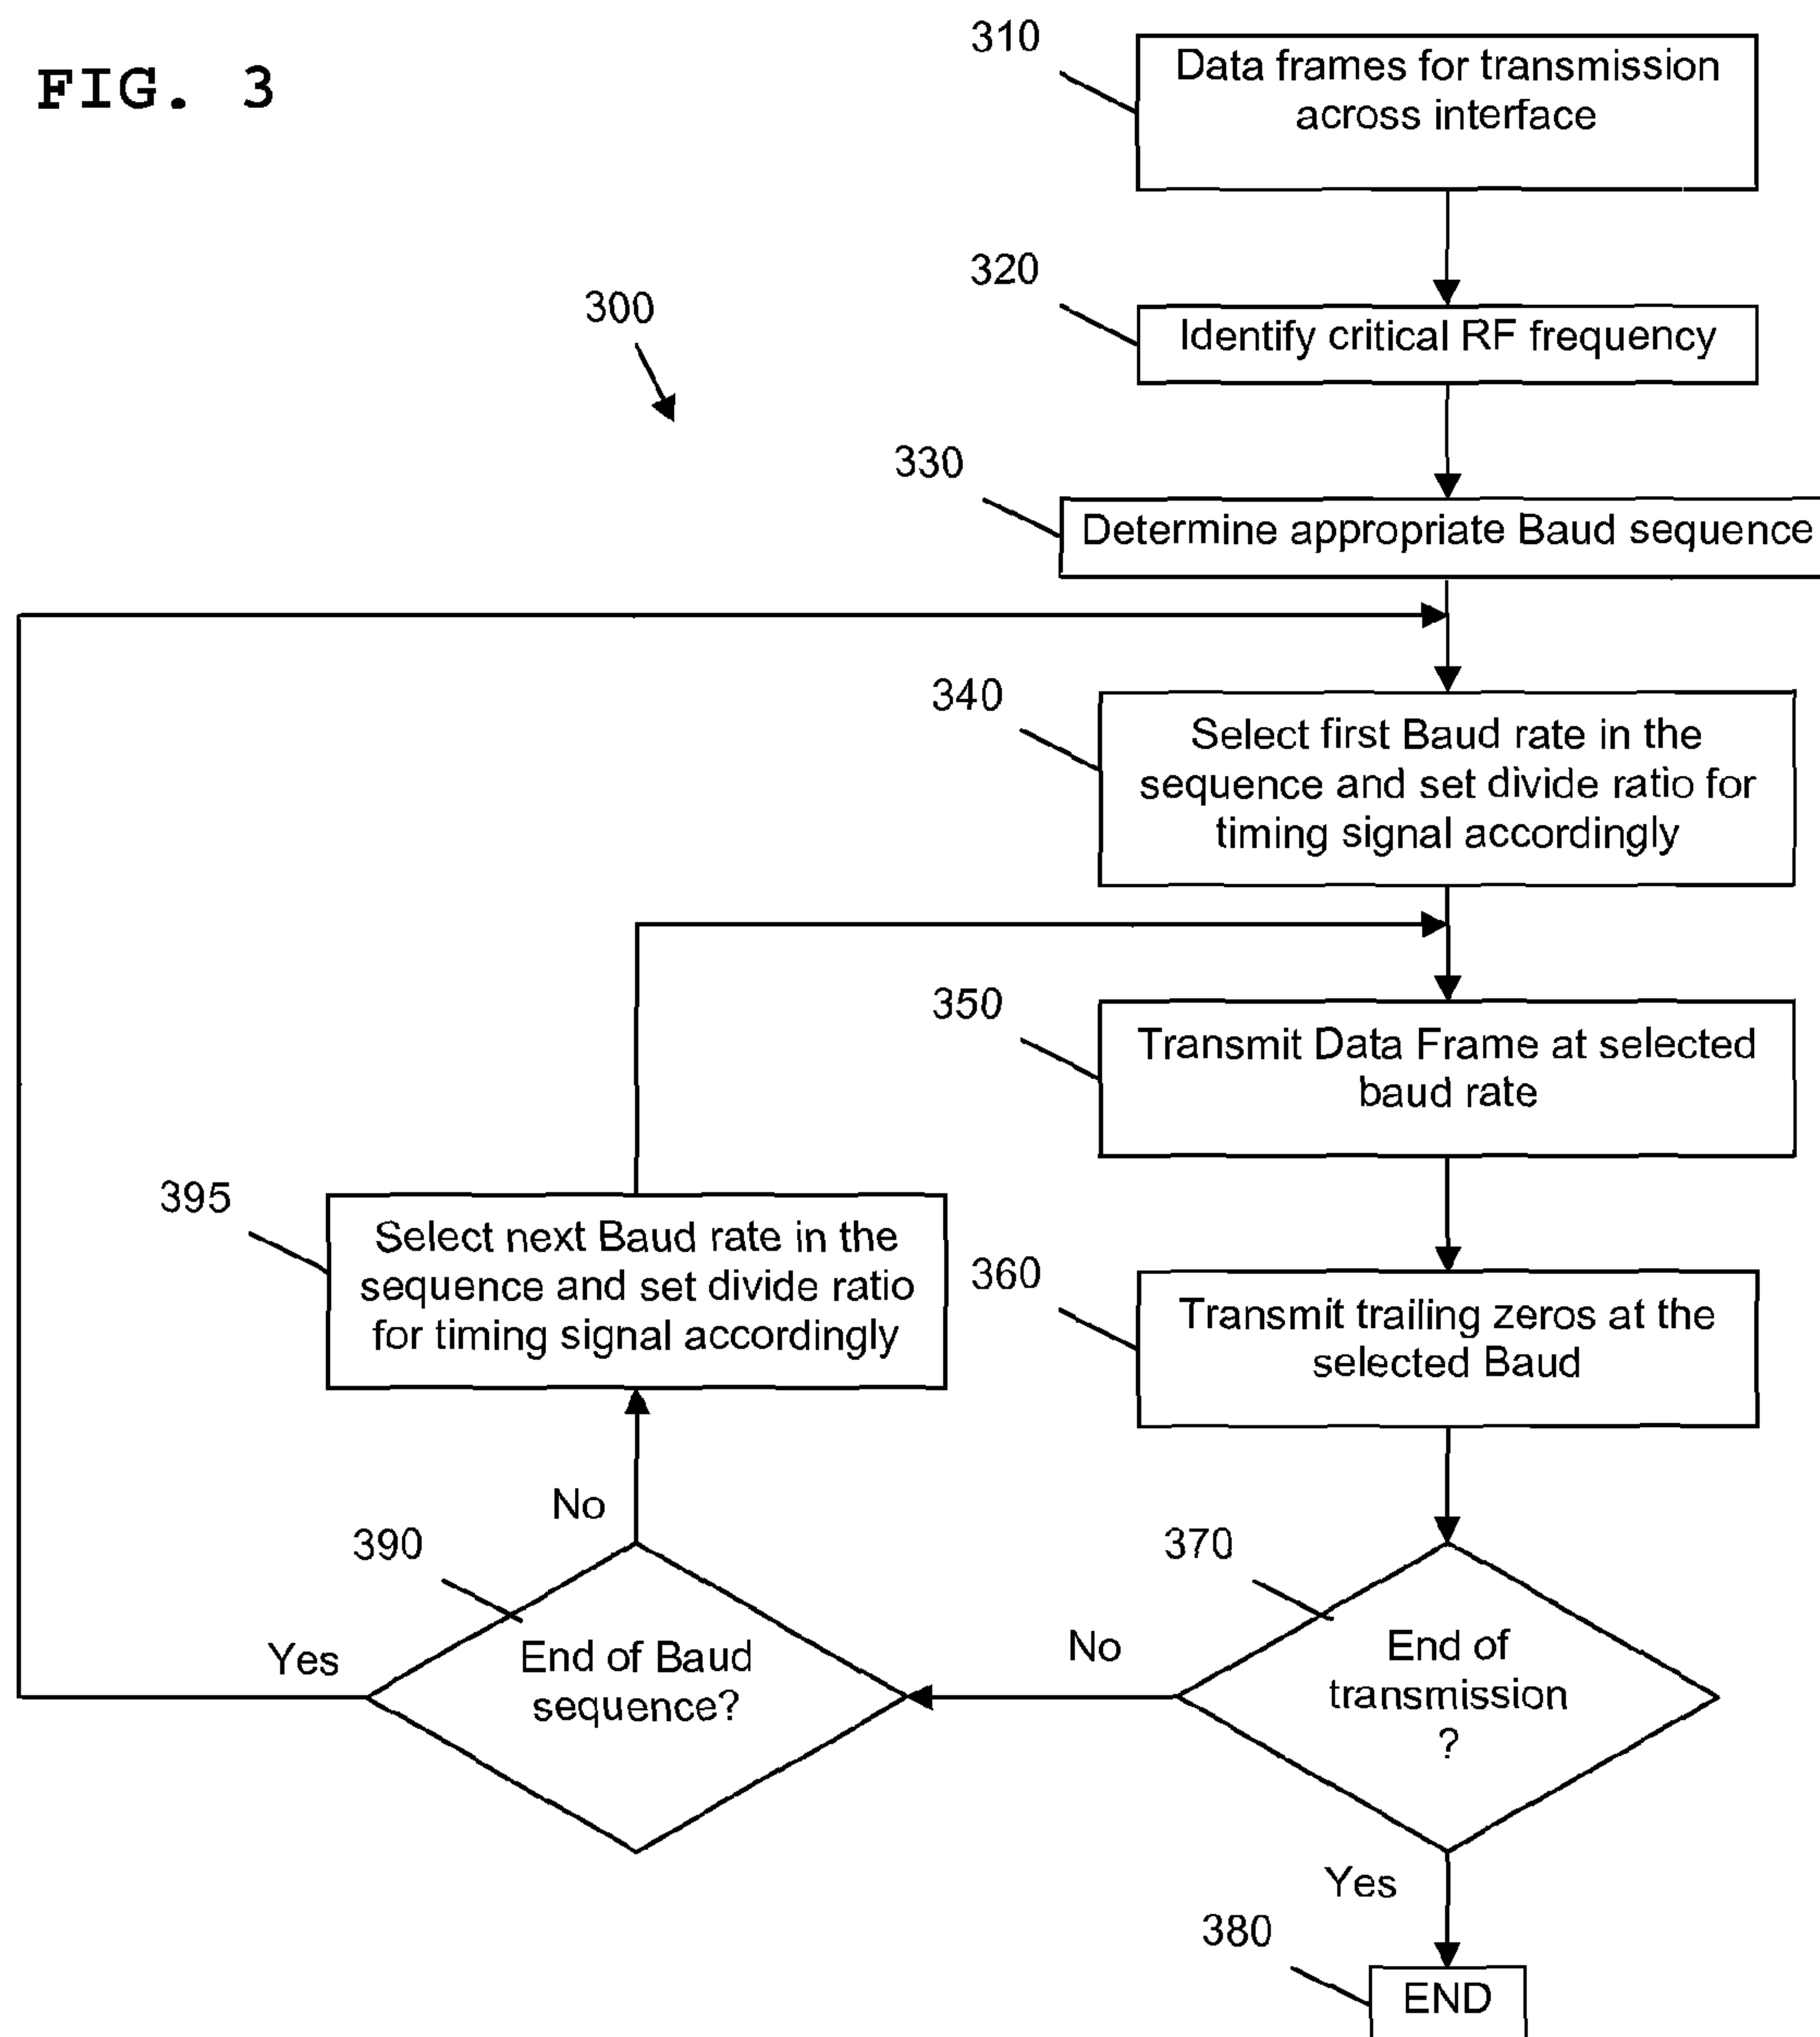 FIG. 3
310
Data frames for transmission
across interface
320
Identify critical RF frequency
300
330
Determine appropriate Baud sequence
340
Select first Baud rate in the
sequence and set divide ratio for
timing signal accordingly
350
Transmit Data Frame at selected
baud rate
395
Select next Baud rate in the
sequence and set divide ratio
for timing signal accordingly
360
Transmit trailing zeros at the
selected Baud
No
390
End of Baud
sequence?
Yes
No
370
End of
transmission
?
Yes
380
END